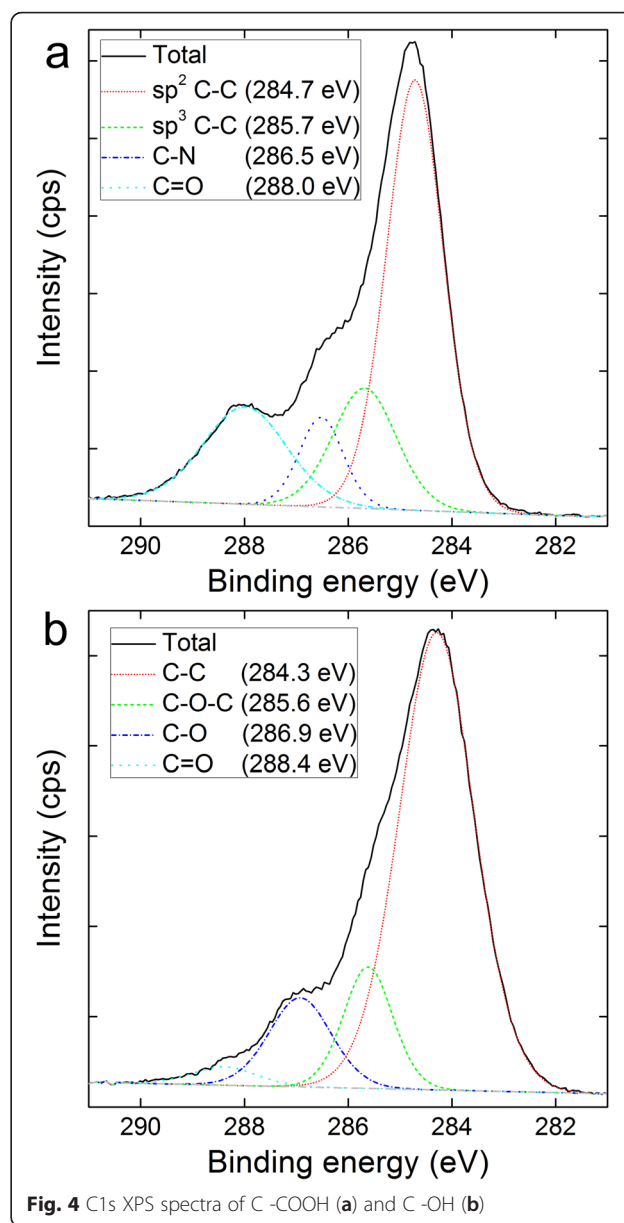 a
Total
sp² C-C (284.7 eV)
sp³ C-C (285.7 eV)
C-N (286.5 eV)
C=O (288.0 eV)
Intensity (cps)
290 288 286 284 282
Binding energy (eV)
b
Total
C-C (284.3 eV)
C-O-C (285.6 eV)
C-O (286.9 eV)
C=O (288.4 eV)
Intensity (cps)
290 288 286 284 282
Binding energy (eV)
Fig. 4 C1s XPS spectra of C -COOH (a) and C -OH (b)